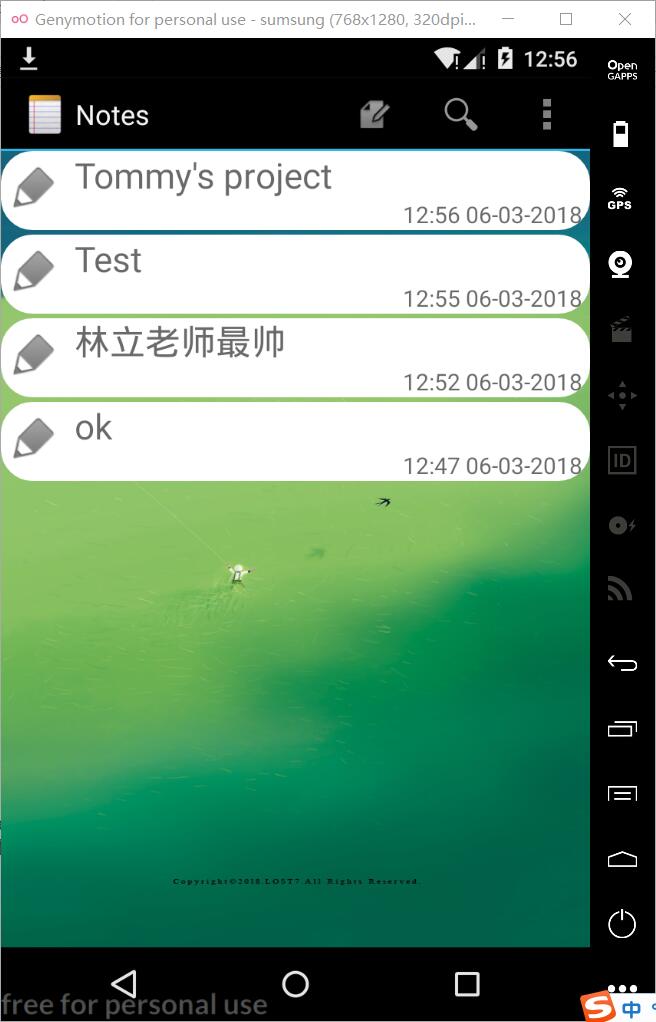 Genymotion for personal use - sumsung (768x1280, 320dpi...
12:56
Open
GAPPS
Notes
Tommy's project
12:56 06-03-2018
GPS
Test
12:55 06-03-2018
林立老师最帅
12:52 06-03-2018
ok
12:47 06-03-2018
ID
Copyright©2018.LOST7.All Rights Reserved.
free for personal use
中